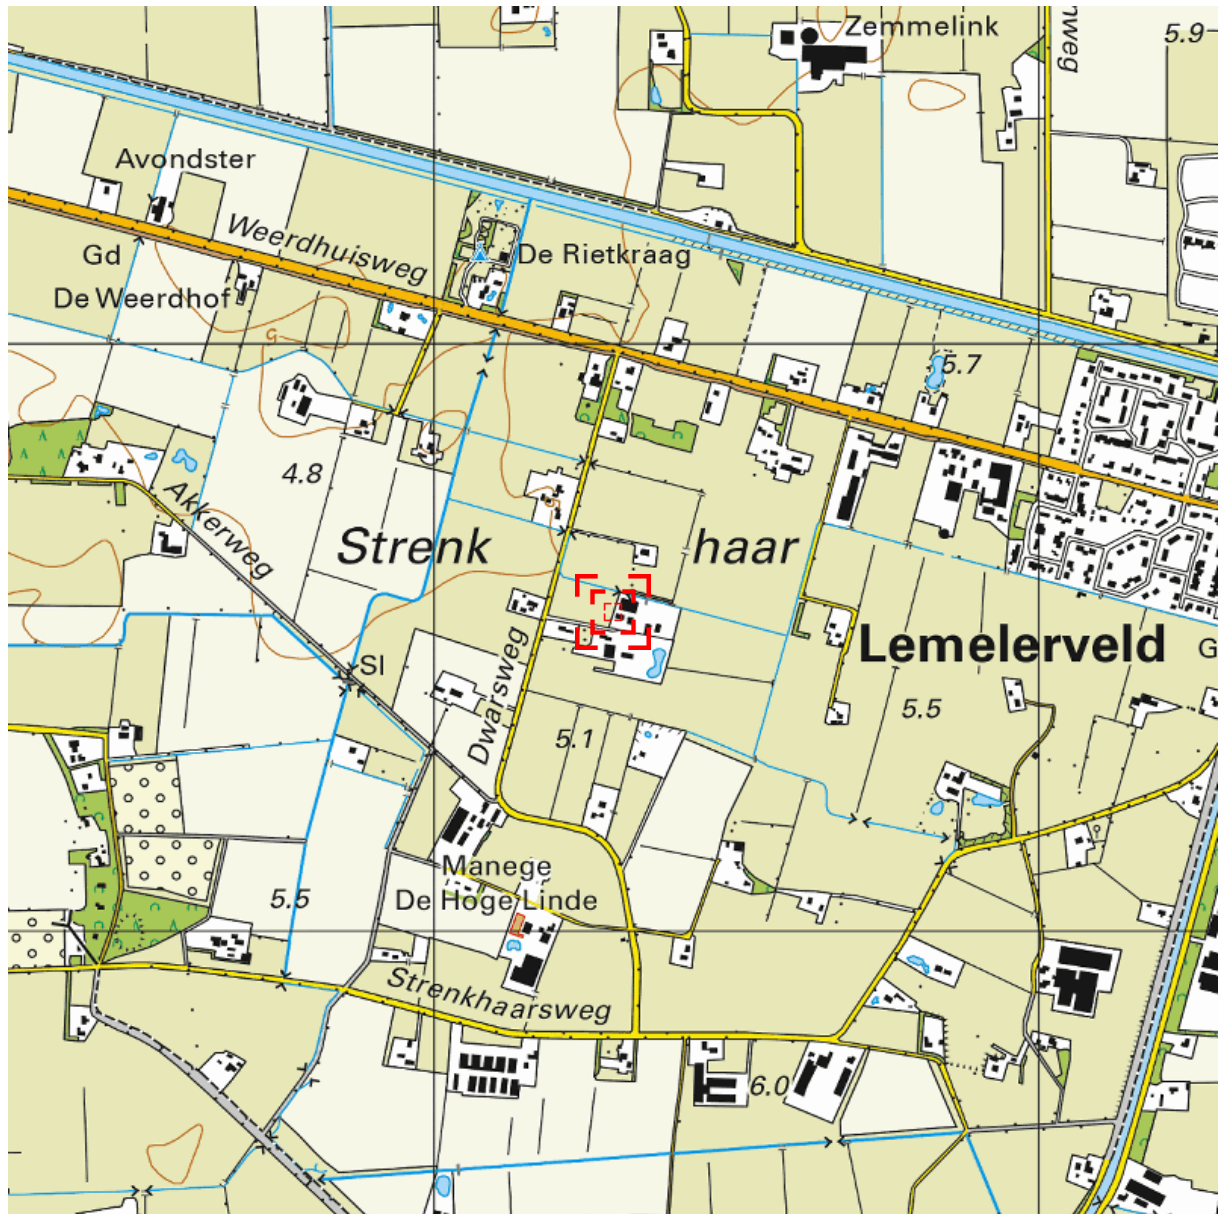 Zemmelink
nweg
5.9
Avondster
Weerdhuisweg
Gd
De Rietkraag
De Weerdhof
5.7
4.8
Akkerweg
Strenk haar
Dwarsweg
Lemelerveld
G
Sl
5.5
5.1
Manege
De Hoge Linde
5.5
Strenkhaarsweg
6.0